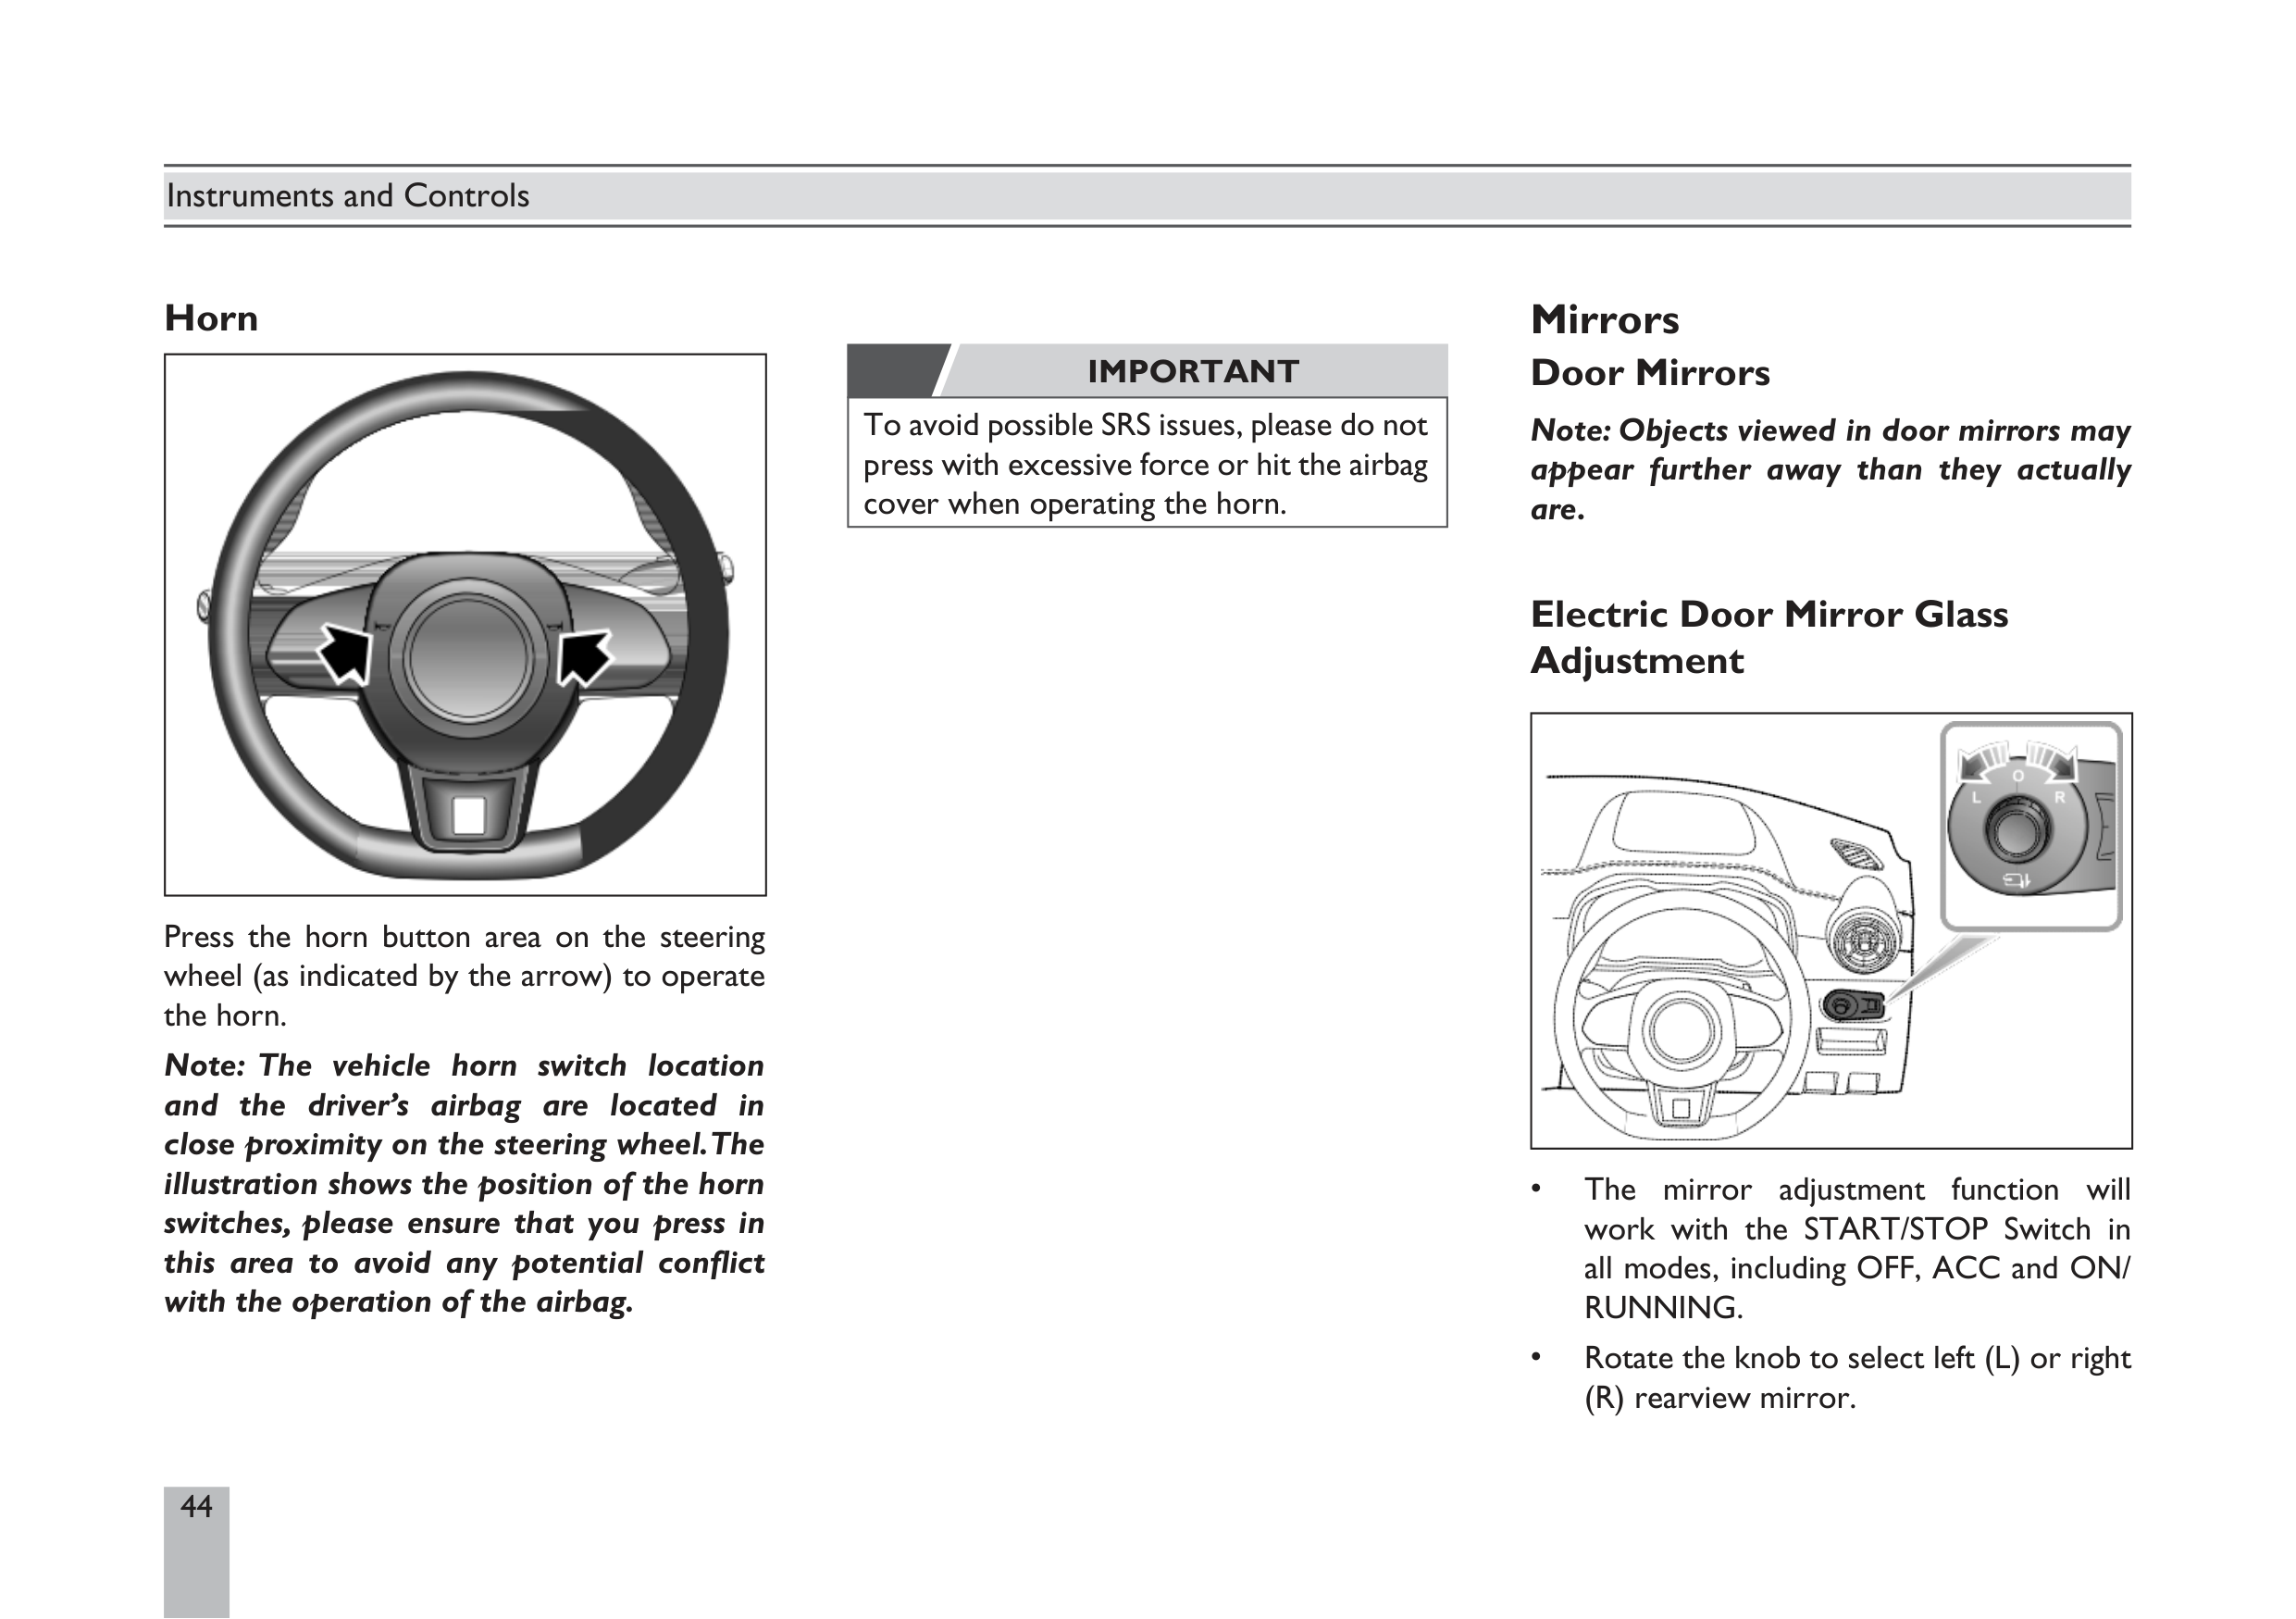 Instruments and Controls
Horn
Press the horn button area on the steering
wheel (as indicated by the arrow) to operate
the horn.
Note: The vehicle horn switch location
and the driver’s airbag are located in
close proximity on the steering wheel. The
illustration shows the position of the horn
switches, please ensure that you press in
this area to avoid any potential conflict
with the operation of the airbag.
IMPORTANT
To avoid possible SRS issues, please do not
press with excessive force or hit the airbag
cover when operating the horn.
Mirrors
Door Mirrors
Note: Objects viewed in door mirrors may
appear further away than they actually
are.
Electric Door Mirror Glass
Adjustment
O
L R
• The mirror adjustment function will
work with the START/STOP Switch in
all modes, including OFF, ACC and ON/
RUNNING.
• Rotate the knob to select left (L) or right
(R) rearview mirror.
44